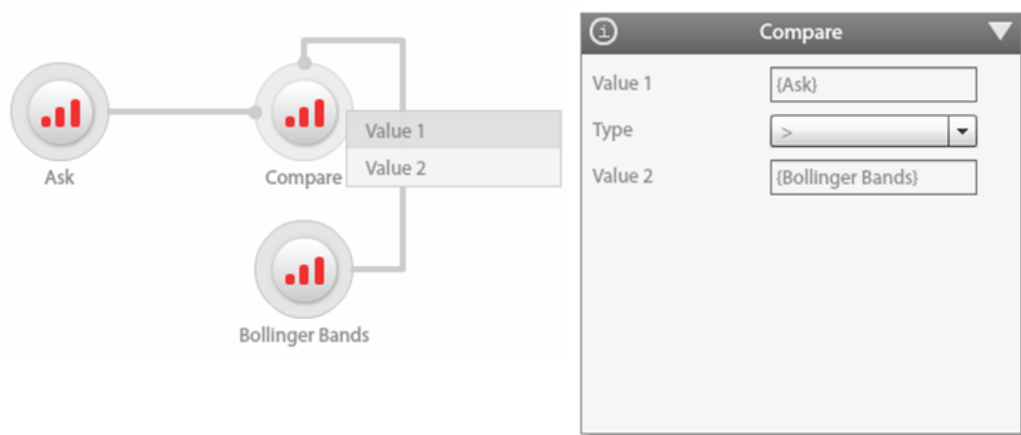 Ask
Compare
Value 1
Value 2
Bollinger Bands
Compare
Value 1 {Ask}
Type >
Value 2 {Bollinger Bands}